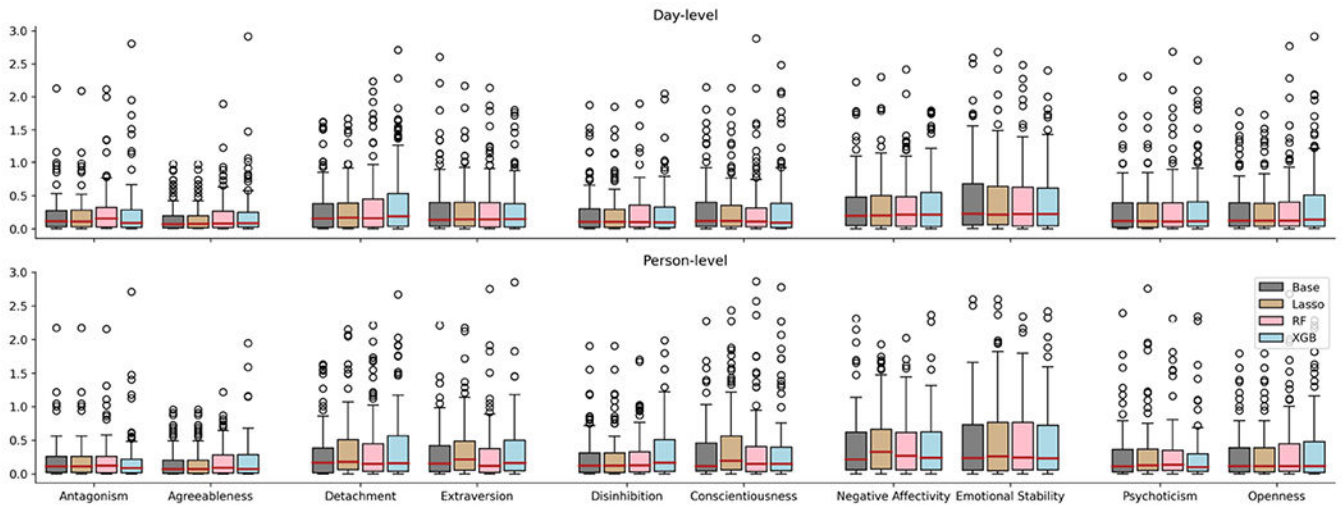 Day-level
3.0
2.5
2.0
1.5
1.0
0.5
0.0
Person-level
3.0
2.5
2.0
1.5
1.0
0.5
0.0
Base
Lasso
RF
XGB
Antagonism Agreeableness Detachment Extraversion Disinhibition Conscientiousness Negative Affectivity Emotional Stability Psychoticism Openness